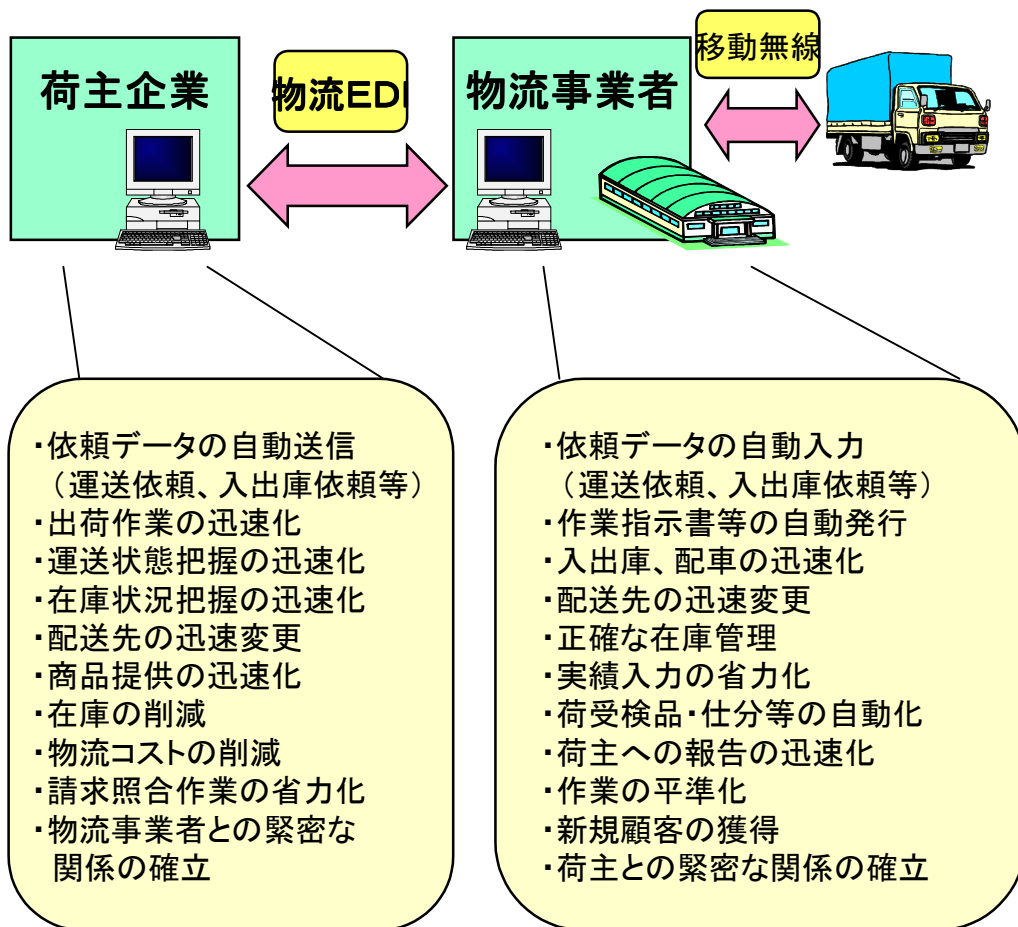 荷主企業
物流EDI
物流事業者
移動無線
・依頼データの自動送信
（運送依頼、入出庫依頼等）
・出荷作業の迅速化
・運送状態把握の迅速化
・在庫状況把握の迅速化
・配送先の迅速変更
・商品提供の迅速化
・在庫の削減
・物流コストの削減
・請求照合作業の省力化
・物流事業者との緊密な
関係の確立
・依頼データの自動入力
（運送依頼、入出庫依頼等）
・作業指示書等の自動発行
・入出庫、配車の迅速化
・配送先の迅速変更
・正確な在庫管理
・実績入力の省力化
・荷受検品・仕分等の自動化
・荷主への報告の迅速化
・作業の平準化
・新規顧客の獲得
・荷主との緊密な関係の確立